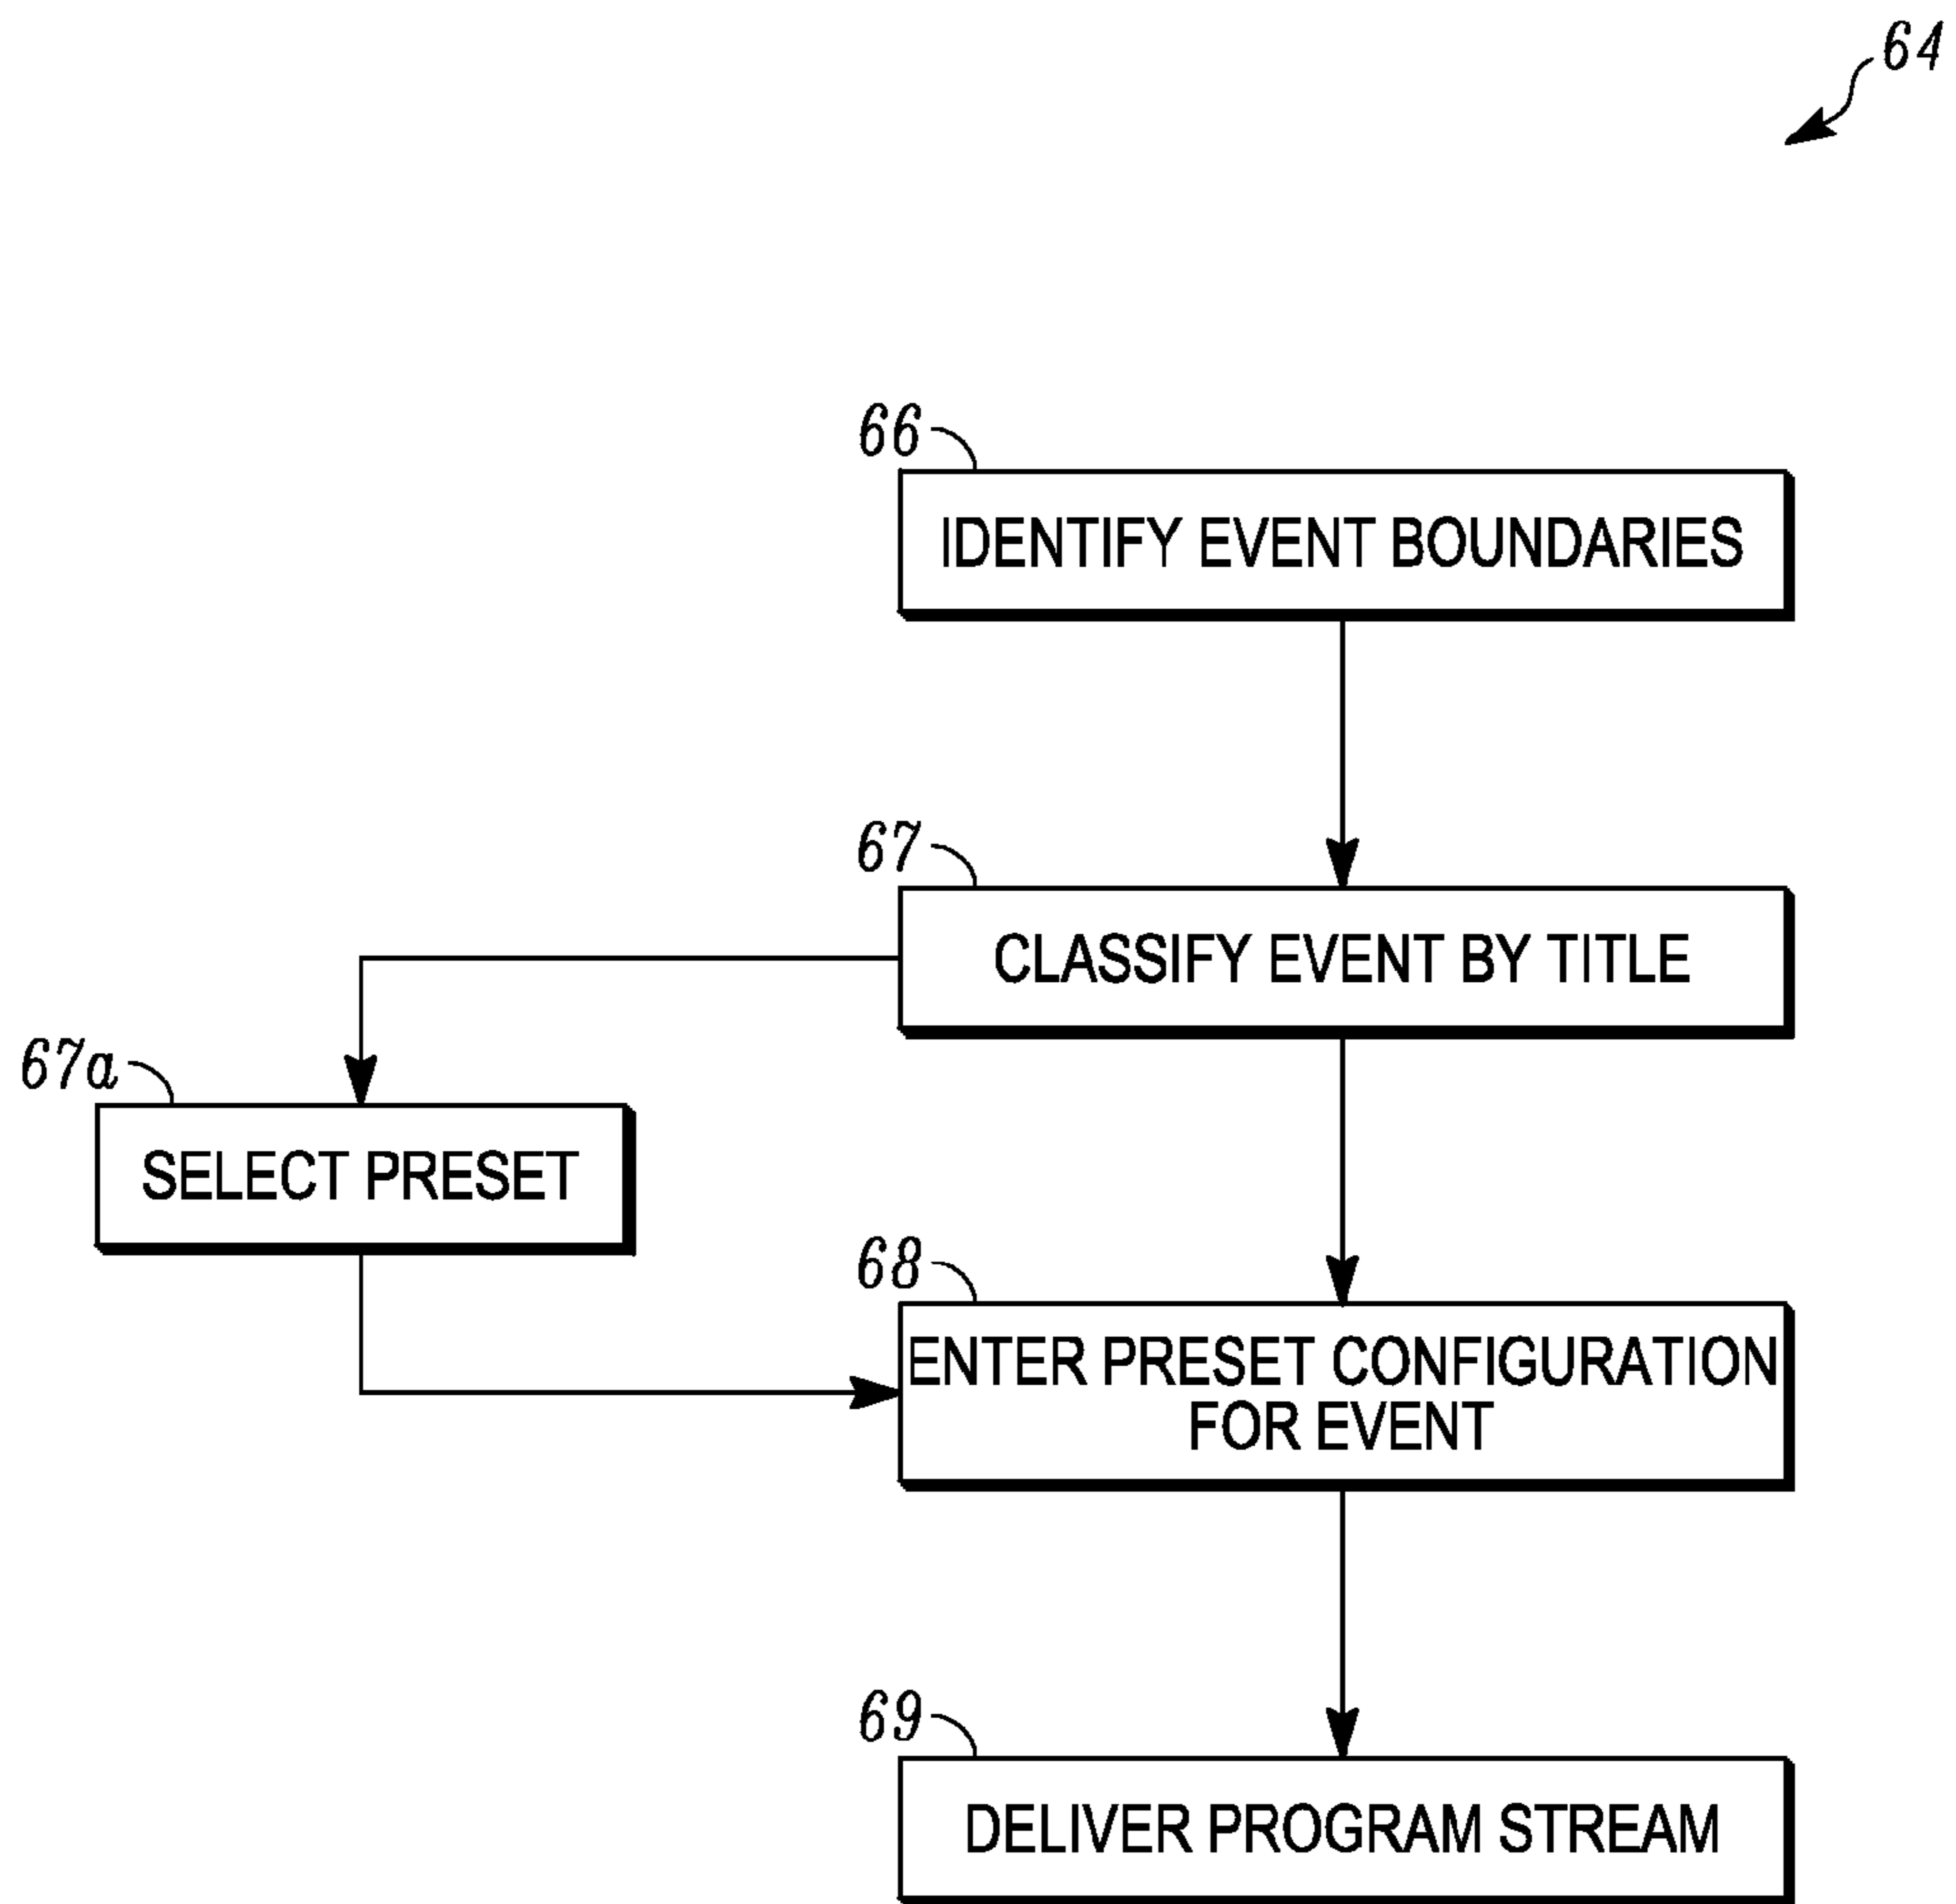 64
66
IDENTIFY EVENT BOUNDARIES
67
CLASSIFY EVENT BY TITLE
67a
SELECT PRESET
68
ENTER PRESET CONFIGURATION
FOR EVENT
69
DELIVER PROGRAM STREAM